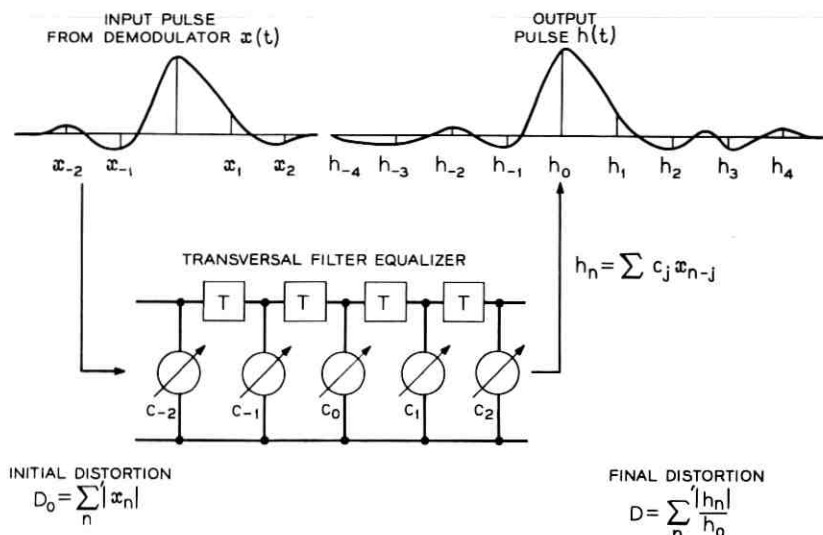 INPUT PULSE
FROM DEMODULATOR x(t)
OUTPUT
PULSE h(t)
x₋₂ x₋₁ x₁ x₂ h₋₄ h₋₃ h₋₂ h₋₁ h₀ h₁ h₂ h₃ h₄
TRANSVERSAL FILTER EQUALIZER
hₙ = ∑ cⱼ xₙ₋ⱼ
T T T T
C₋₂ C₋₁ C₀ C₁ C₂
INITIAL DISTORTION
D₀ = ∑ₙ′ |xₙ|
FINAL DISTORTION
D = ∑ₙ′ |hₙ|/h₀